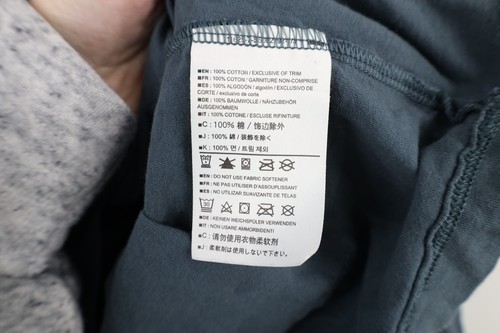 ■EN : 100% COTTON / EXCLUSIVE OF TRIM
■FR : 100% COTON / GARNITURE NON-COMPRISE
■ES : 100% ALGODÓN / algodón / EXCLUSIVO DE
CORTE / exclusivo de corte
■DE : 100% BAUMWOLLE / NÄHZUBEHÖR
AUSGENOMMEN
■IT : 100% COTONE / ESCLUSE RIFINITURE
■C : 100% 棉 / 饰边除外
■J : 100% 綿 / 装飾を除く
■K : 100% 면 / 트림 제외
■EN : DO NOT USE FABRIC SOFTENER
■FR : NE PAS UTILISER D'ASSOUPLISSANT
■ES : NO UTILIZAR SUAVIZANTE DE TELAS
■DE : KEINEN WEICHSPÜLER VERWENDEN
■IT : NON USARE AMMORBIDENTI
■C : 请勿使用衣物柔软剂
■J : 柔軟剤は使用しないで下さい。